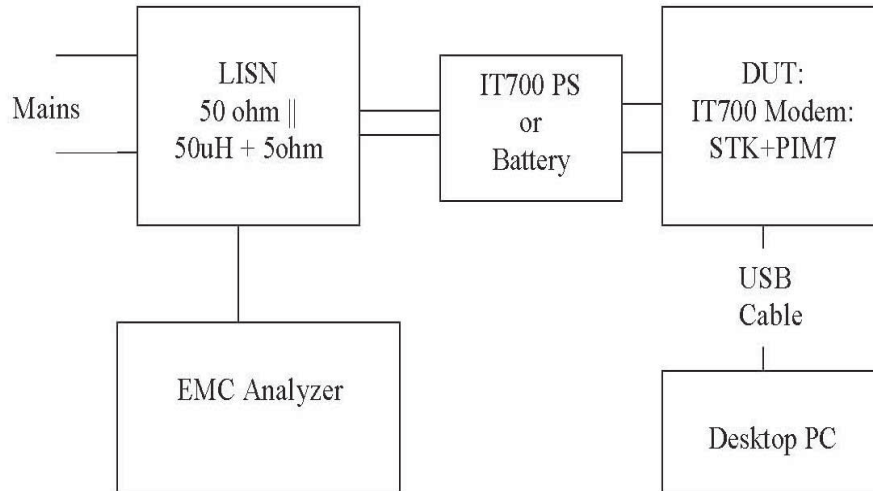 Mains
LISN
50 ohm ||
50uH + 5ohm
IT700 PS
or
Battery
DUT:
IT700 Modem:
STK+PIM7
USB
Cable
EMC Analyzer
Desktop PC